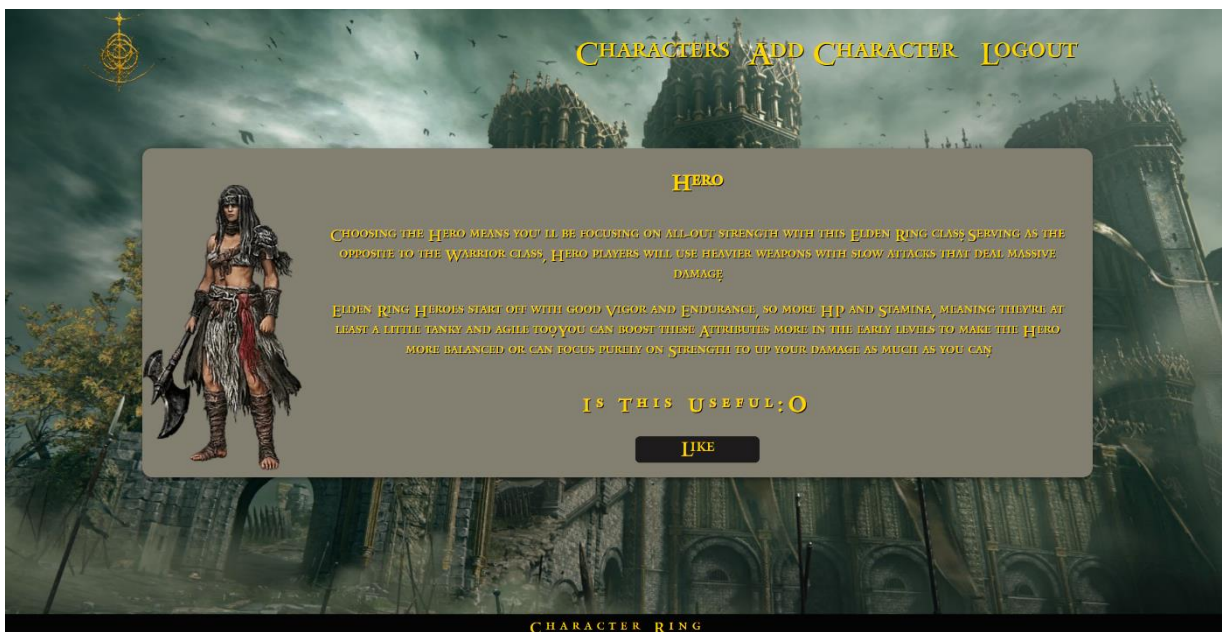 Characters Add Character Logout
Hero
Choosing the Hero means you' ll be focusing on all-out strength with this Elden Ring class. Serving as the
opposite to the Warrior class, Hero players will use heavier weapons with slow attacks that deal massive
damage.
Elden Ring Heroes start off with good Vigor and Endurance, so more HP and Stamina, meaning they're at
least a little tanky and agile too.You can boost these Attributes more in the early levels to make the Hero
more balanced or can focus purely on Strength to up your damage as much as you can.
Is This Useful:0
Like
Character Ring